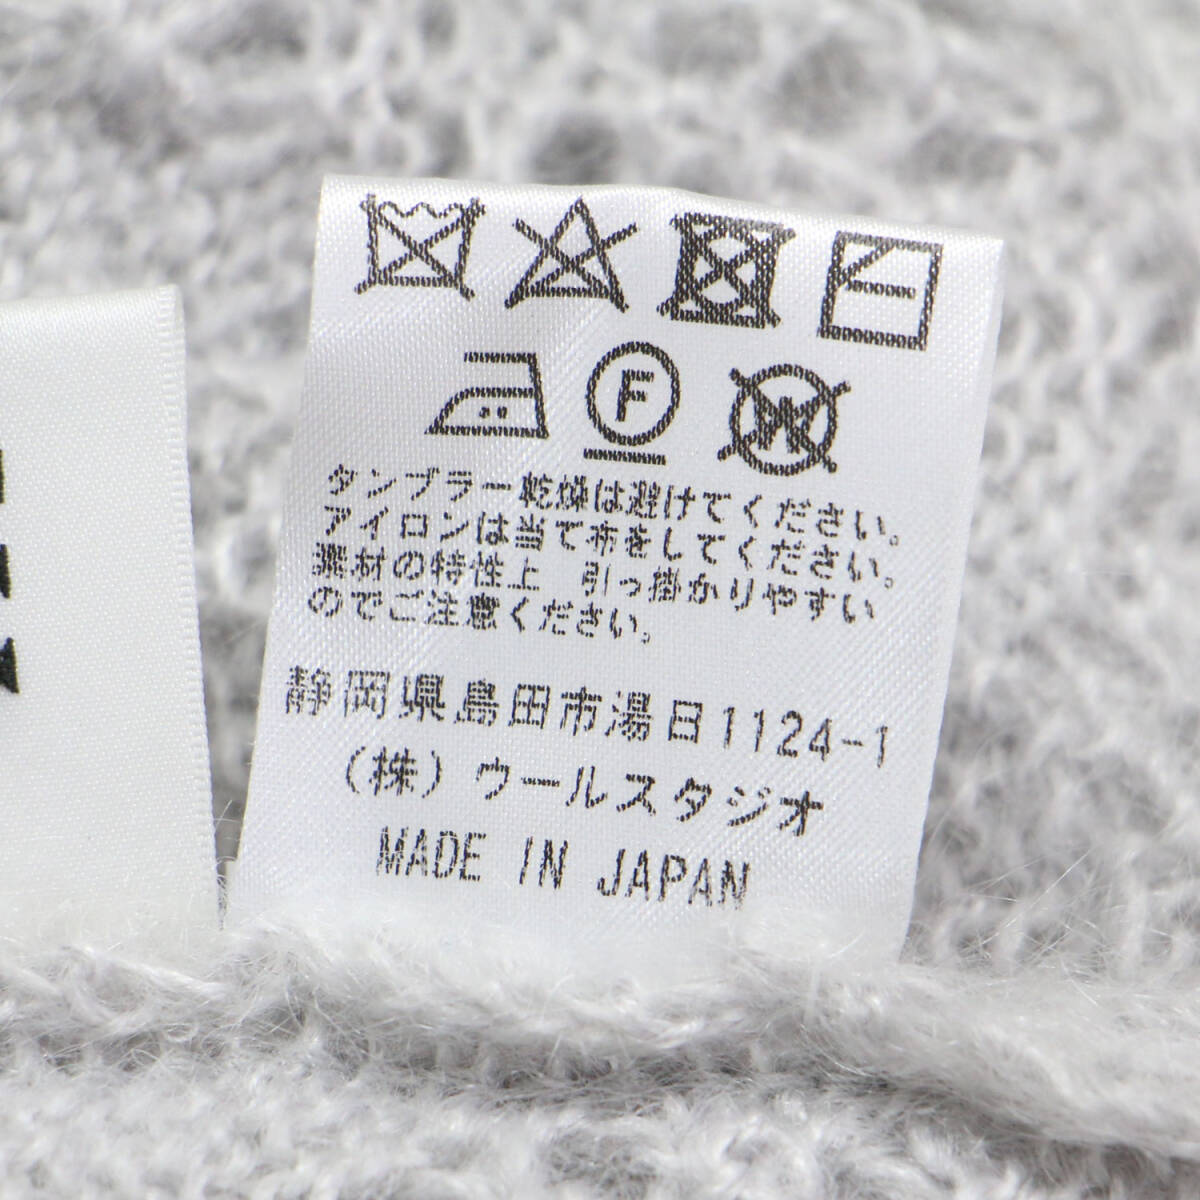 F
W
タンブラー乾燥は避けてください。
アイロンは当て布をしてください。
素材の特性上 引っ掛かりやすい
のでご注意ください。
静岡県島田市湯日1124-1
(株)ウールスタジオ
MADE IN JAPAN